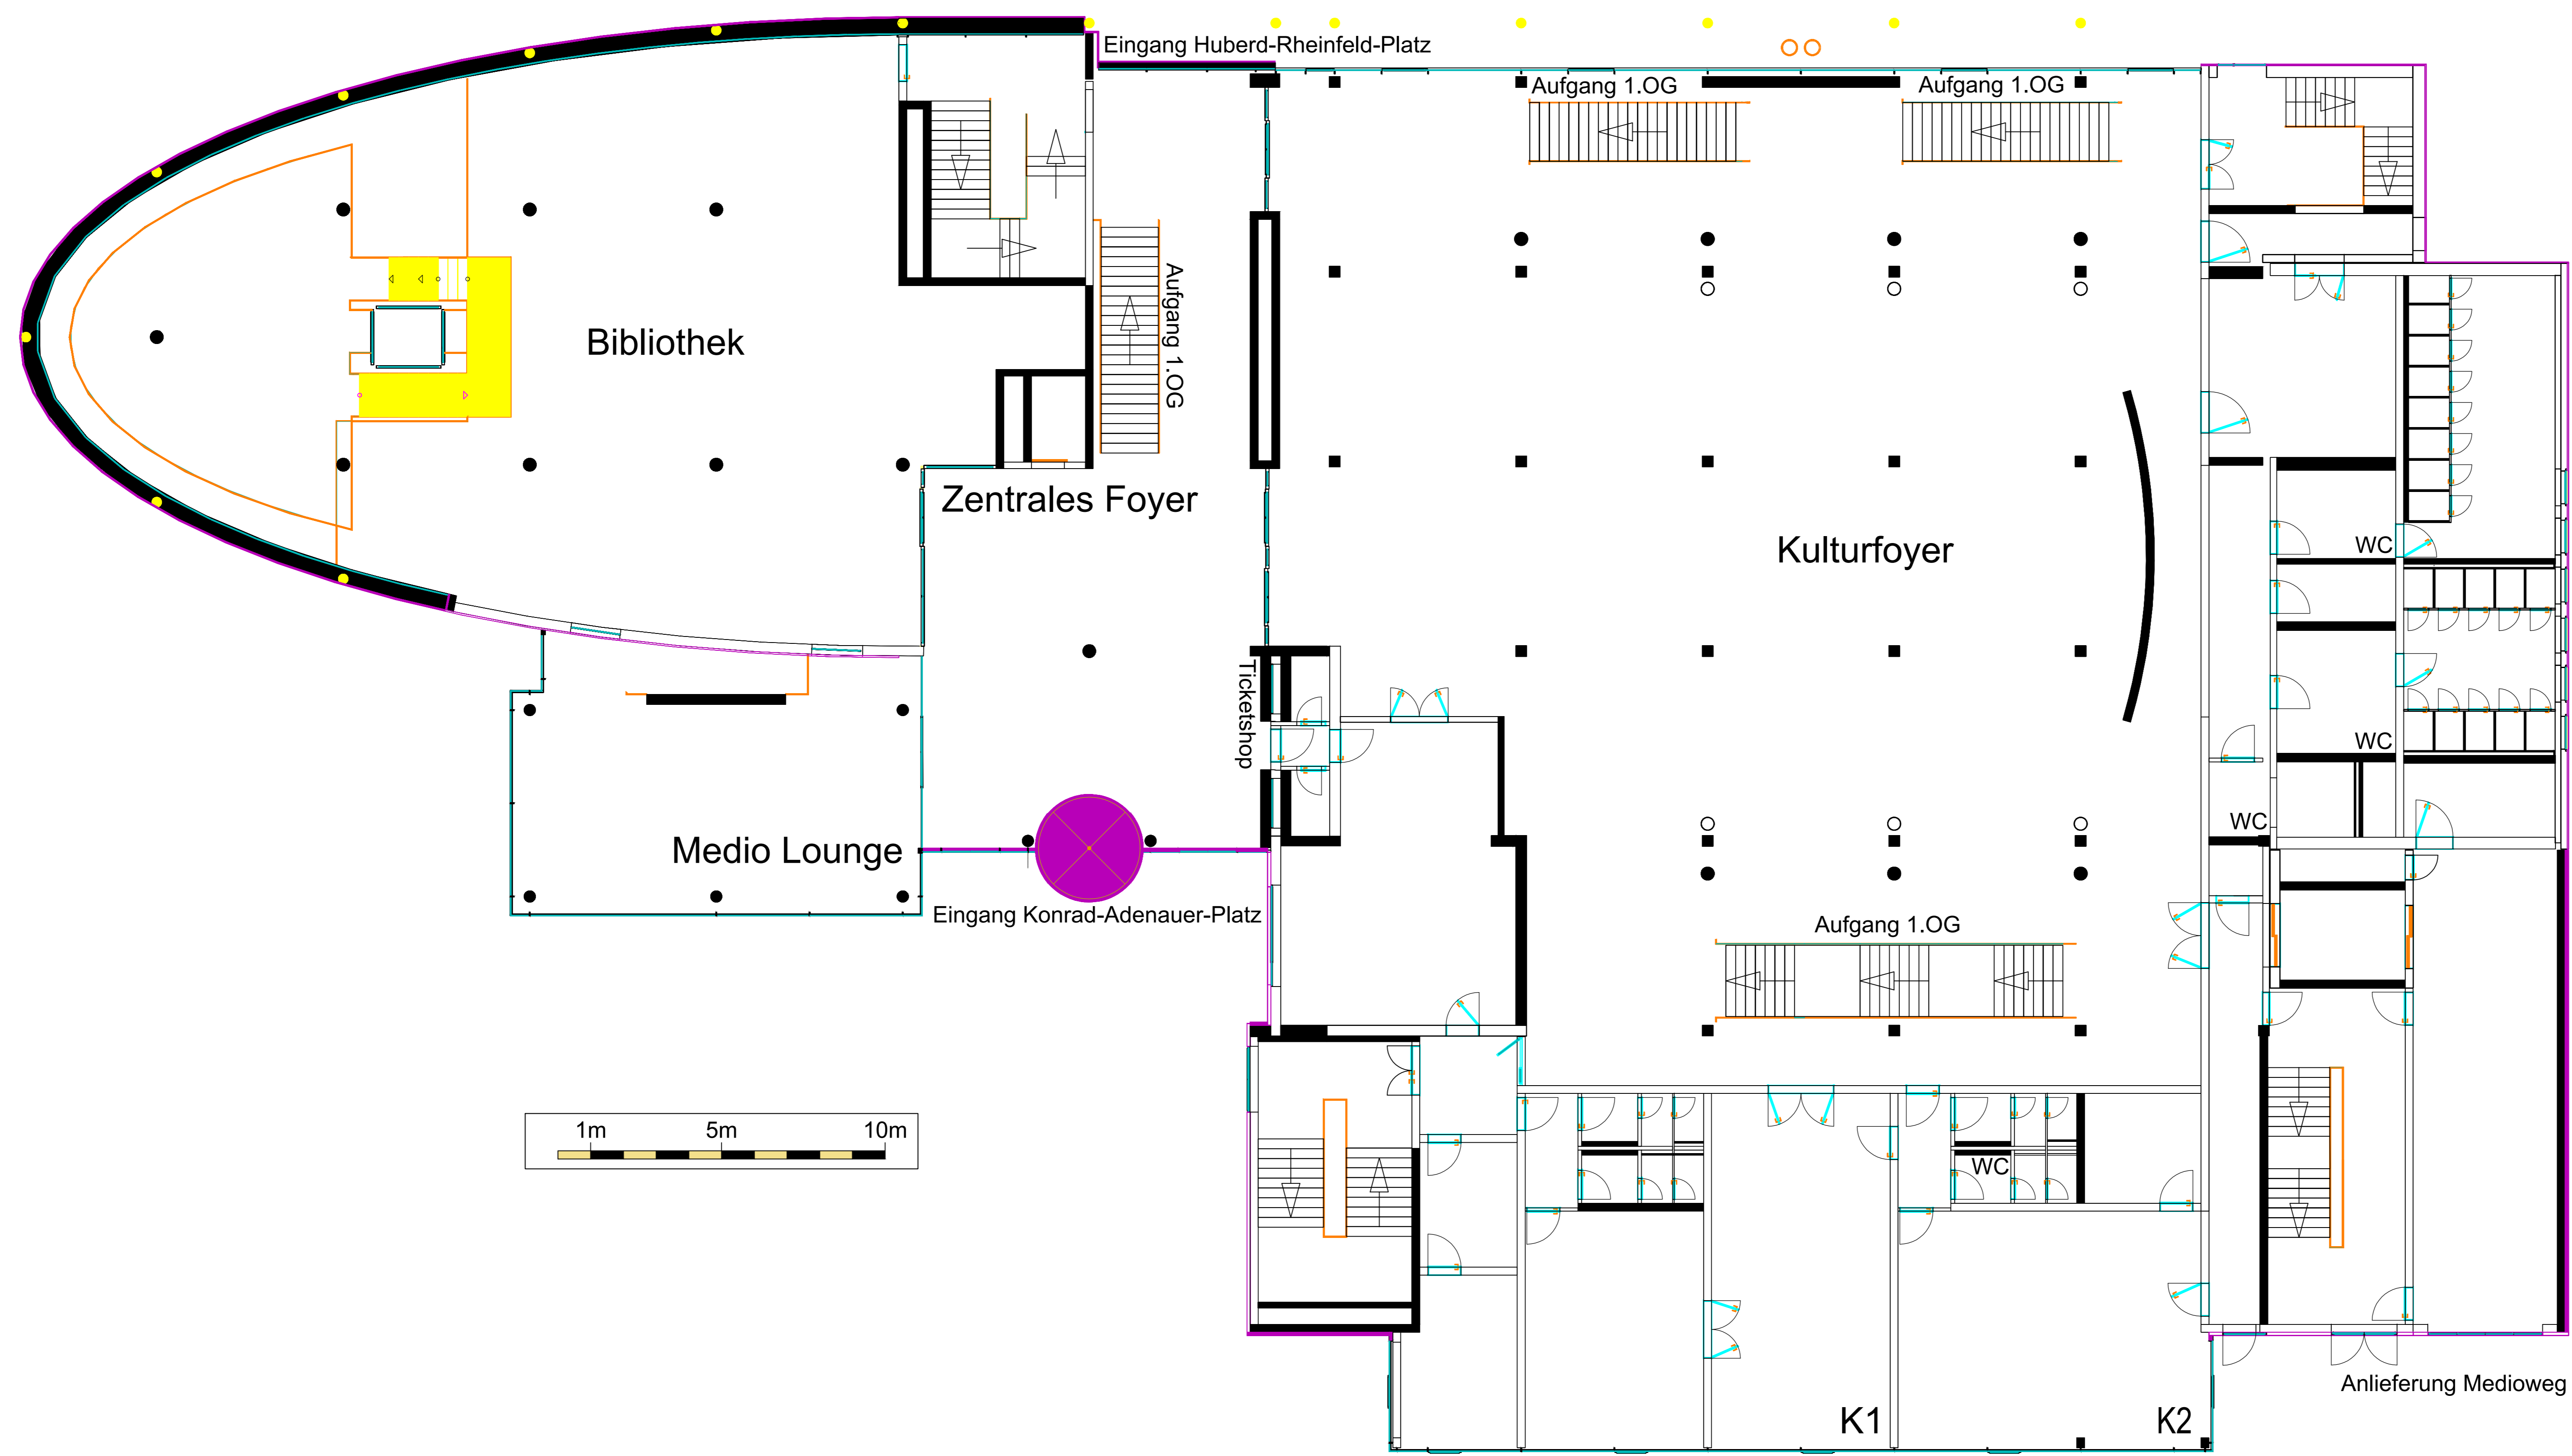 Eingang Huberd-Rheinfeld-Platz
Aufgang 1.OG
Aufgang 1.OG
Aufgang 1.OG
Bibliothek
Zentrales Foyer
Kulturfoyer
WC
Ticketshop
WC
WC
Medio Lounge
Eingang Konrad-Adenauer-Platz
Aufgang 1.OG
1m 5m 10m
WC
Anlieferung Medioweg
K1
K2